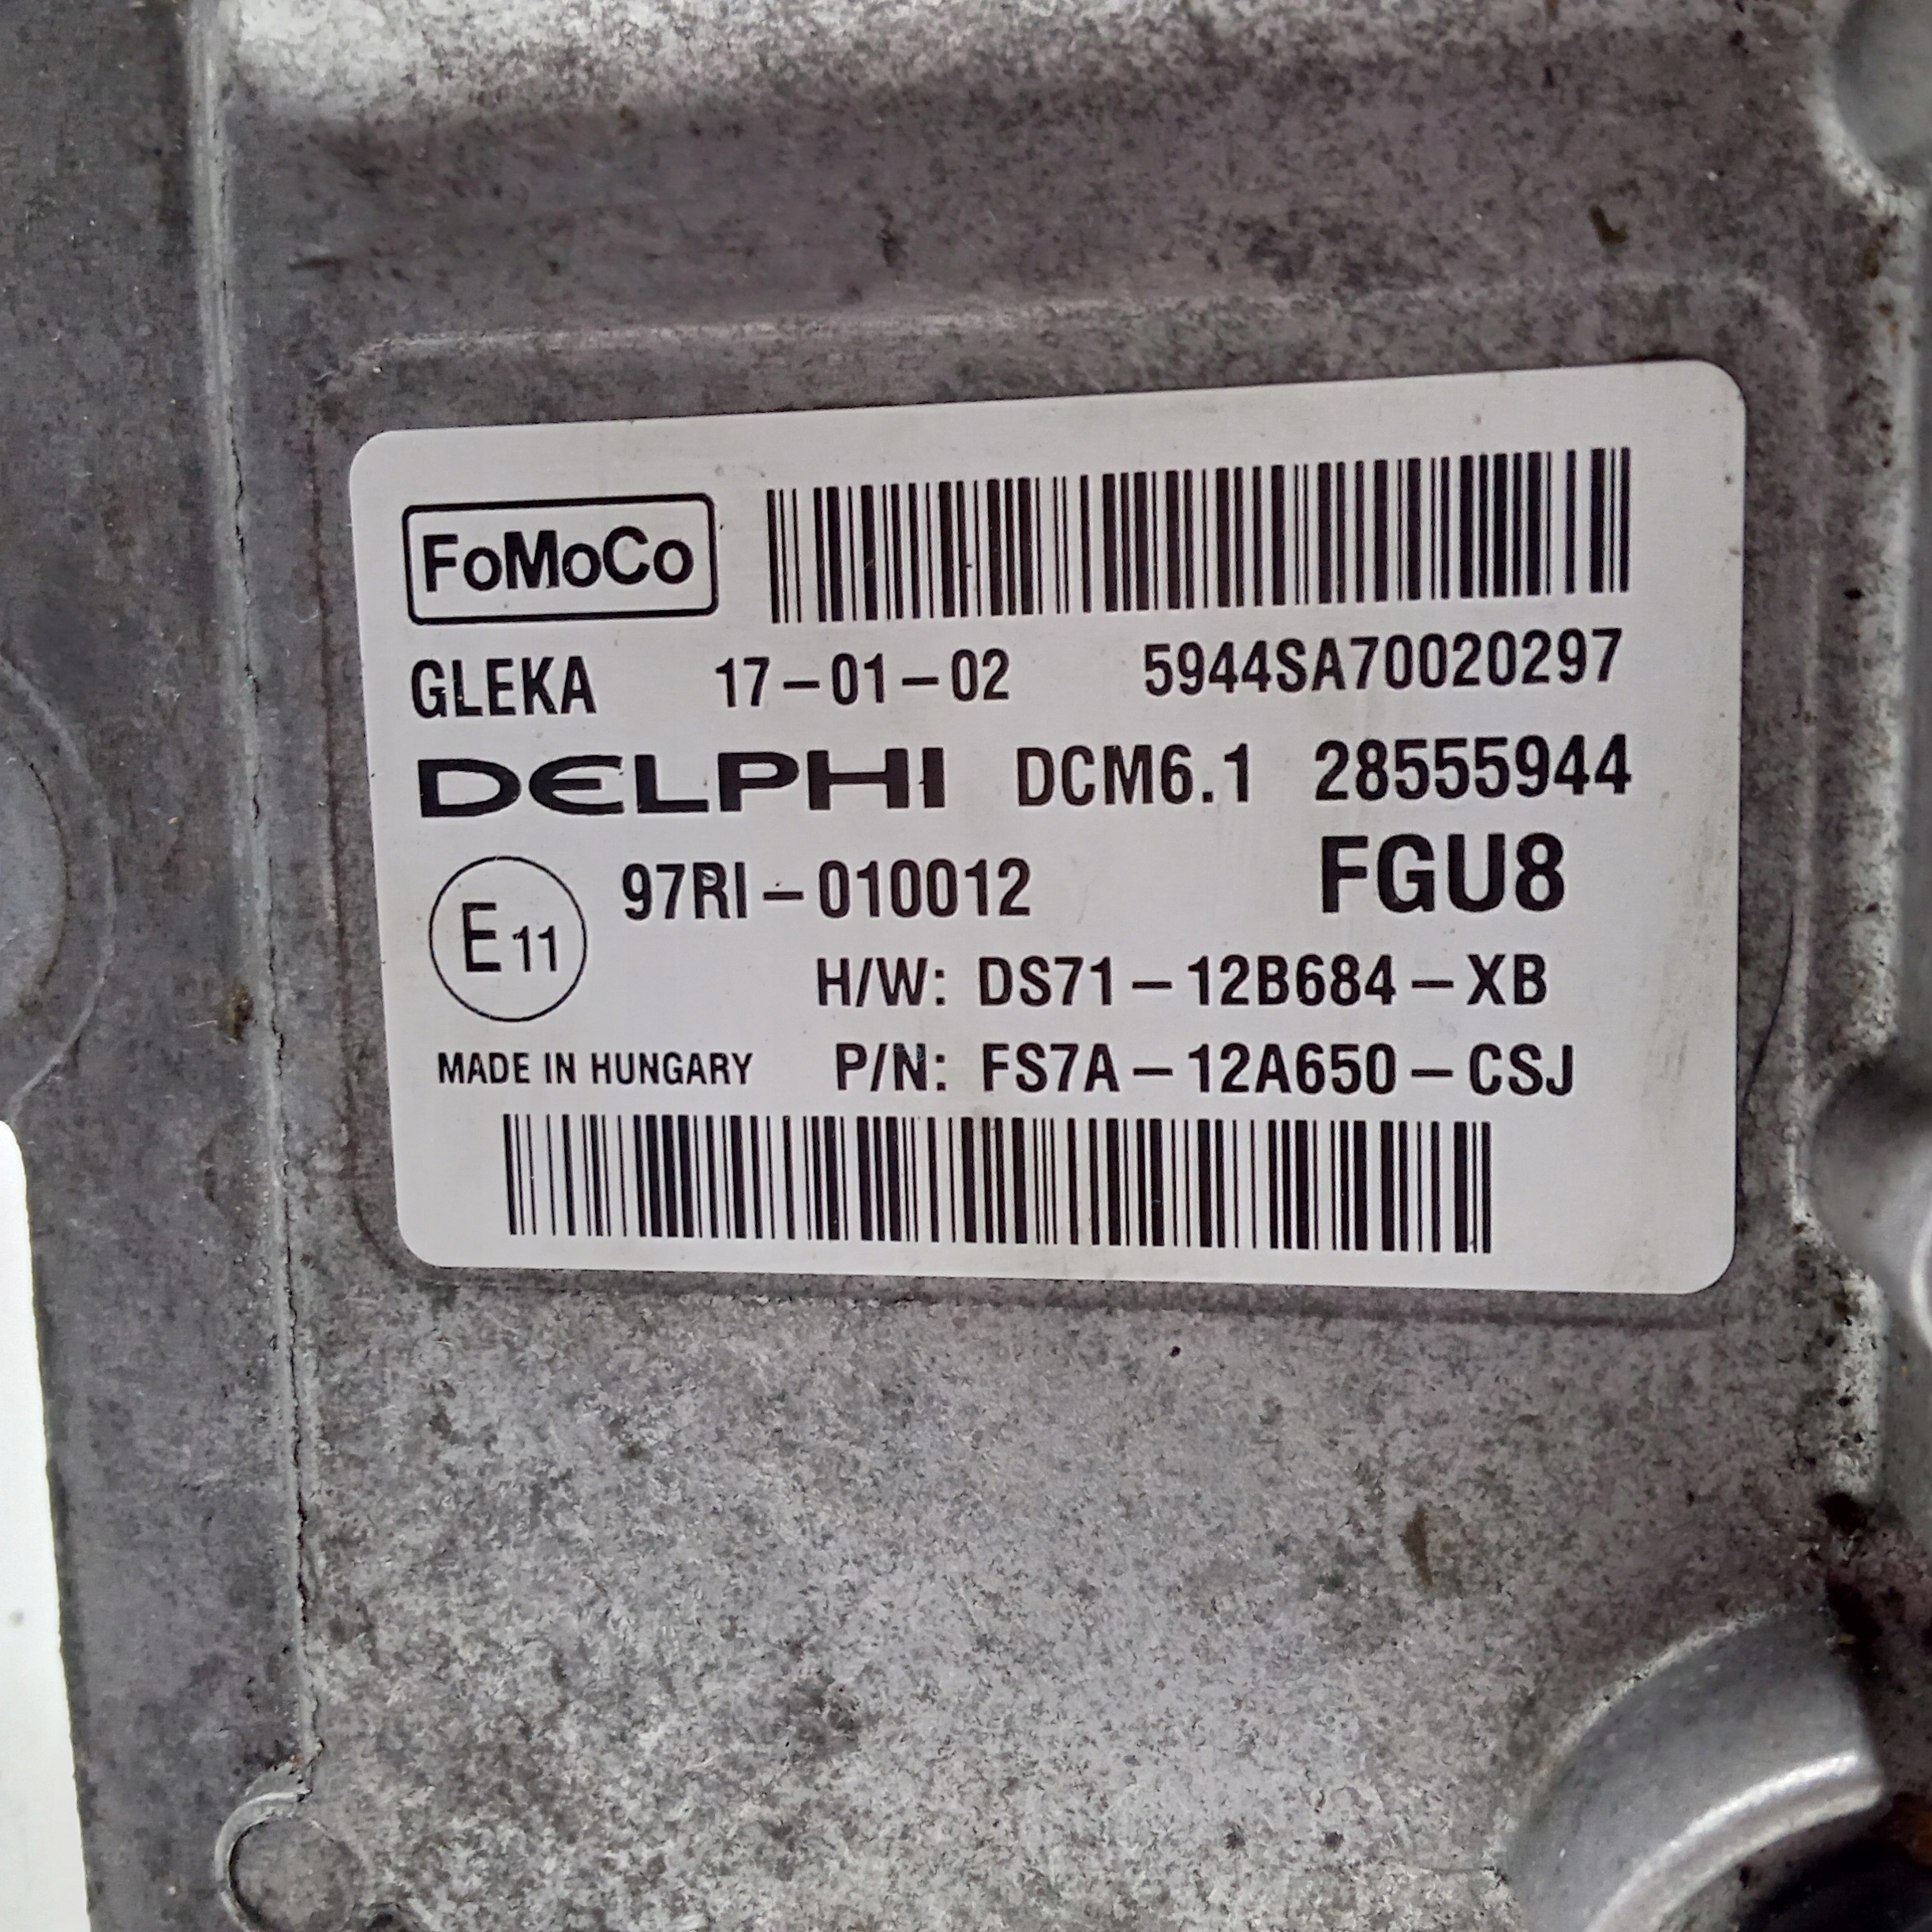 FoMoCo
GLEKA 17-01-02 5944SA70020297
DELPHI DCM6.1 28555944
E11 97RI-010012 FGU8
H/W: DS71-12B684-XB
MADE IN HUNGARY P/N: FS7A-12A650-CSJ